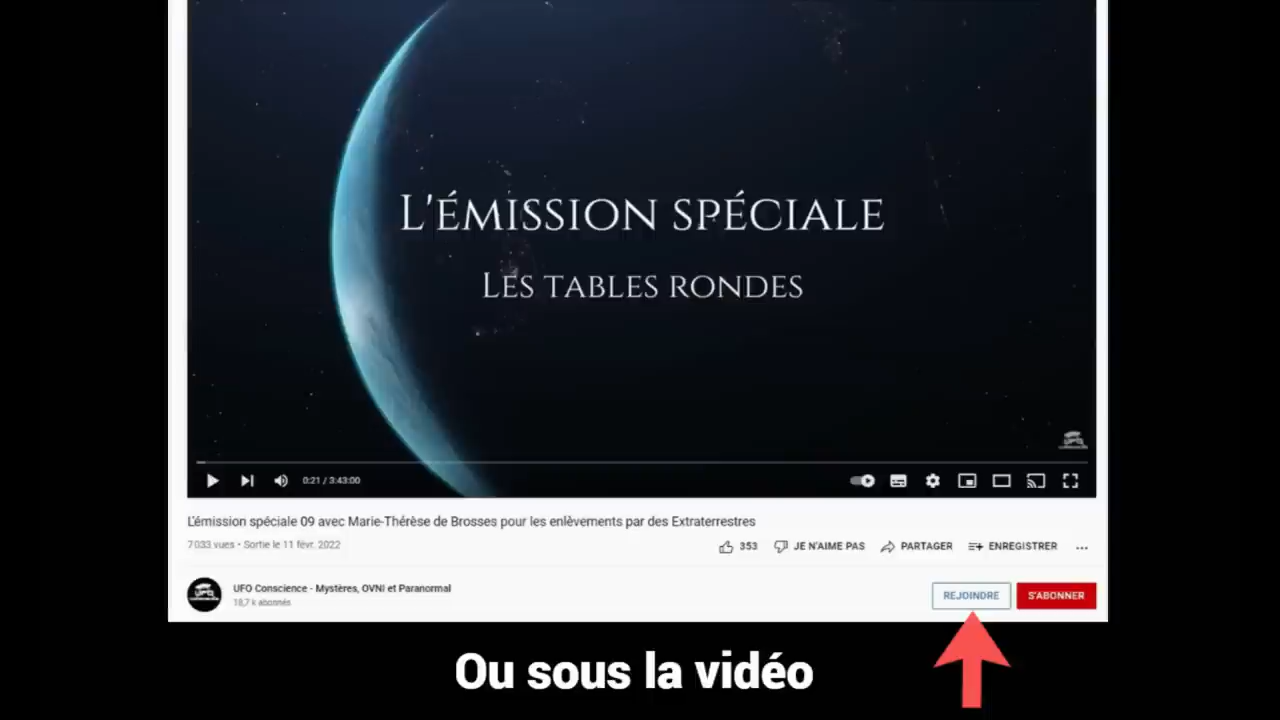 L'ÉMISSION SPÉCIALE
LES TABLES RONDES
0:21 / 3:43:00
L'émission spéciale 09 avec Marie-Thérèse de Brosses pour les enlèvements par des Extraterrestres
7 033 vues • Sortie le 11 févr. 2022
353 JE N'AIME PAS PARTAGER ENREGISTRER ...
UFO Conscience - Mystères, OVNI et Paranormal
18,7 k abonnés
REJOINDRE S'ABONNER
Ou sous la vidéo